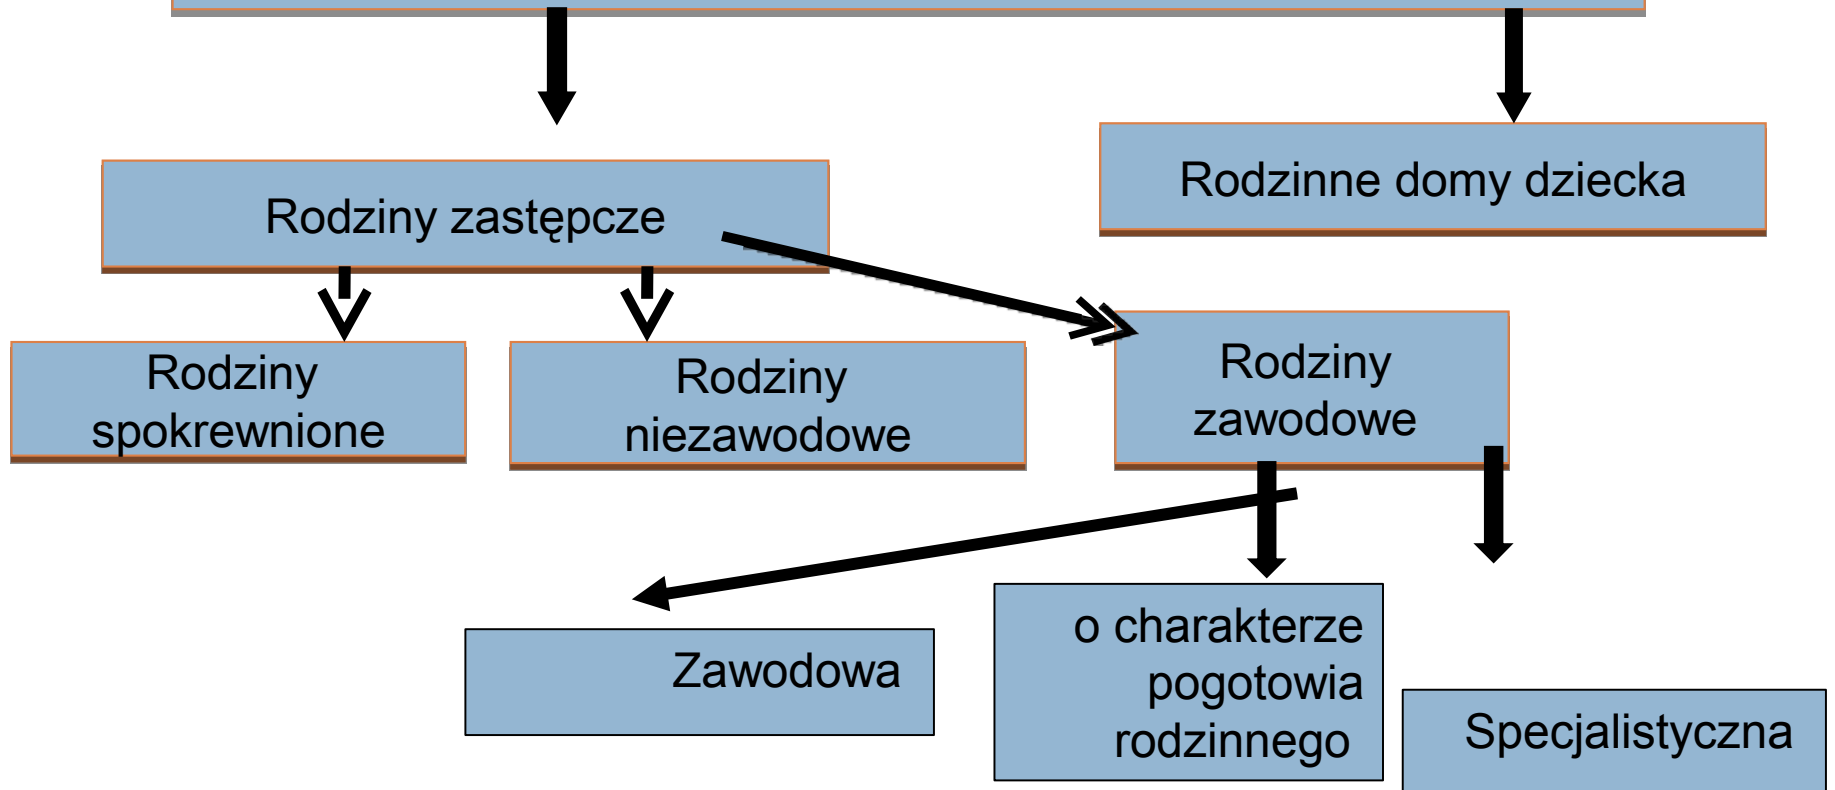 Rodzinne domy dziecka
Rodziny zastępcze
Rodziny
spokrewnione
Rodziny
niezawodowe
Rodziny
zawodowe
Zawodowa
o charakterze
pogotowia
rodzinnego
Specjalistyczna